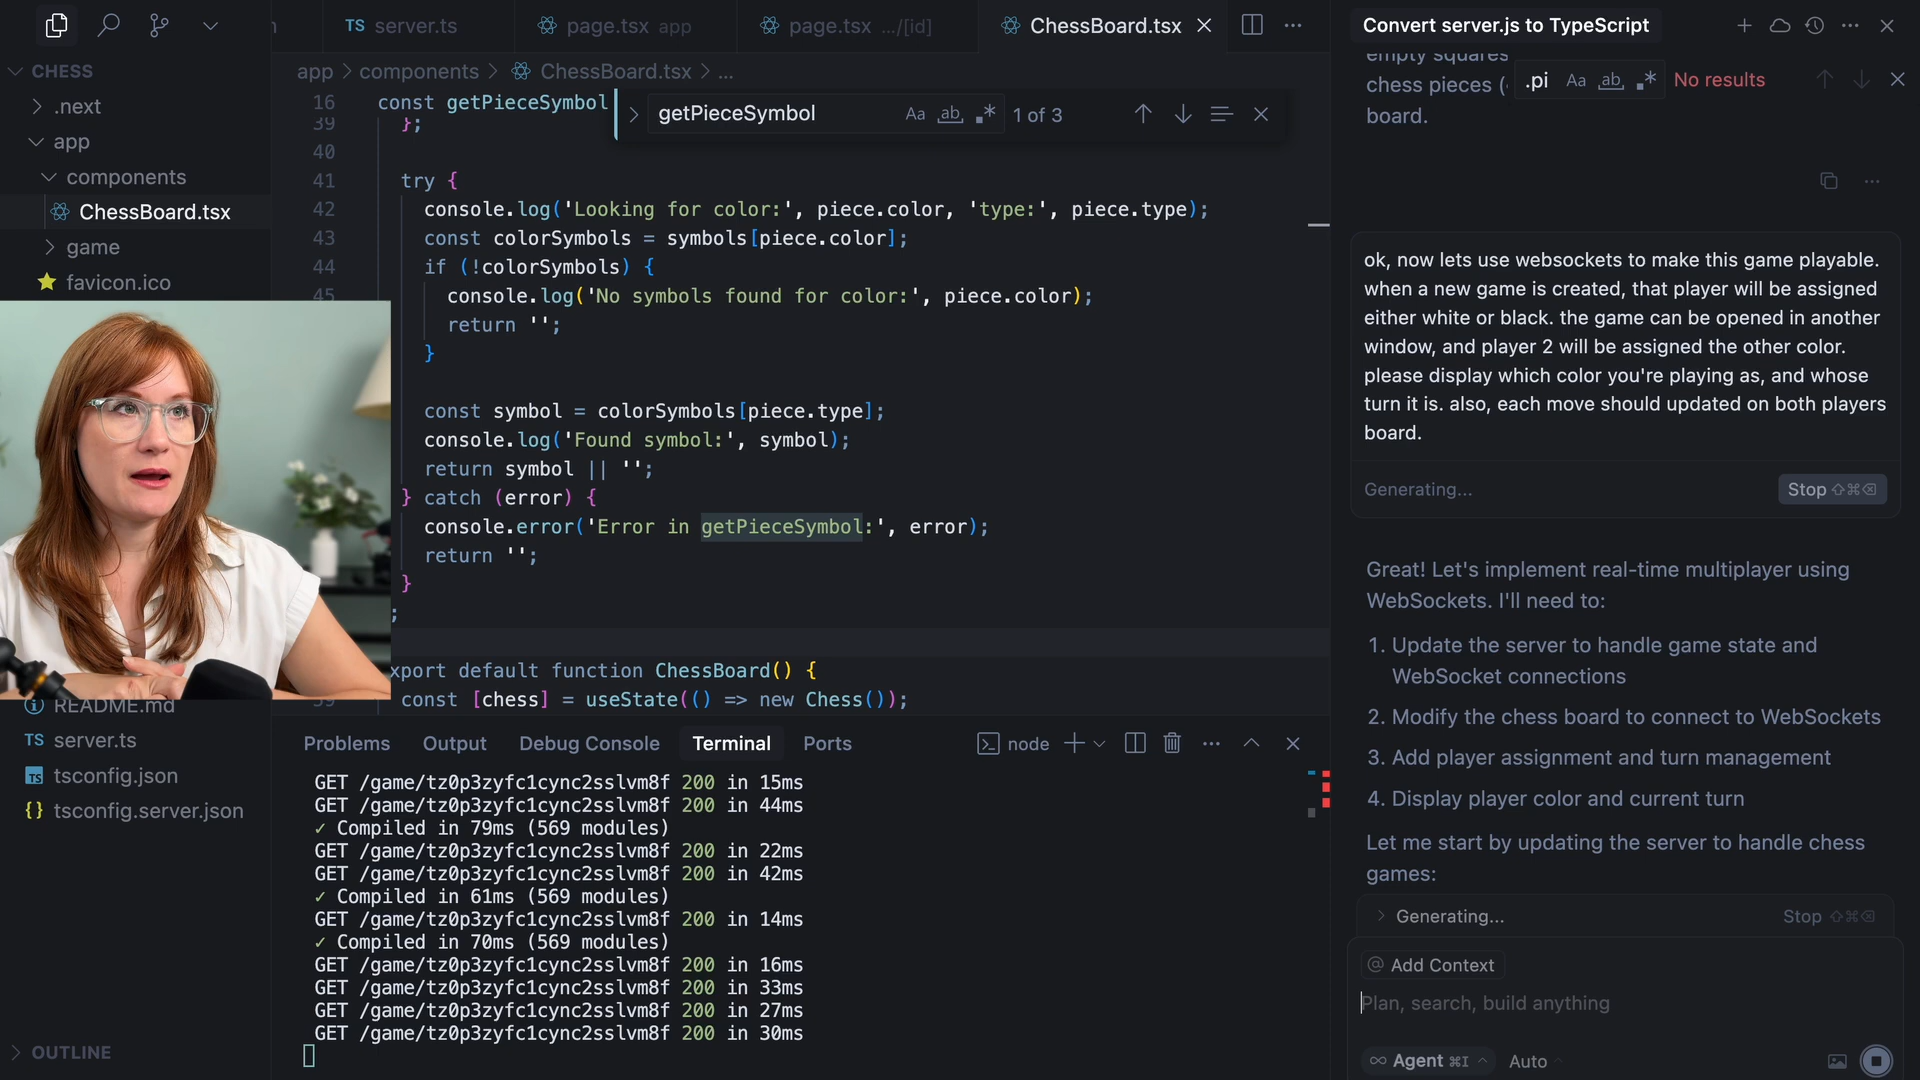 TS server.ts
page.tsx app
page.tsx .../[id]
ChessBoard.tsx
Convert server.js to TypeScript
CHESS
.next
app
components
ChessBoard.tsx
game
favicon.ico
README.md
TS server.ts
TS tsconfig.json
{} tsconfig.server.json
OUTLINE
app > components > ChessBoard.tsx > ...
getPieceSymbol
Aa ab .* 1 of 3
16 const getPieceSymbol
39 };
40
41 try {
42 console.log('Looking for color:', piece.color, 'type:', piece.type);
43 const colorSymbols = symbols[piece.color];
44 if (!colorSymbols) {
45 console.log('No symbols found for color:', piece.color);
return '';
}
const symbol = colorSymbols[piece.type];
console.log('Found symbol:', symbol);
return symbol || '';
} catch (error) {
console.error('Error in getPieceSymbol:', error);
return '';
}
;
xport default function ChessBoard() {
const [chess] = useState(() => new Chess());
Problems Output Debug Console Terminal Ports
node
GET /game/tz0p3zyfc1cync2sslvm8f 200 in 15ms
GET /game/tz0p3zyfc1cync2sslvm8f 200 in 44ms
✓ Compiled in 79ms (569 modules)
GET /game/tz0p3zyfc1cync2sslvm8f 200 in 22ms
GET /game/tz0p3zyfc1cync2sslvm8f 200 in 42ms
✓ Compiled in 61ms (569 modules)
GET /game/tz0p3zyfc1cync2sslvm8f 200 in 14ms
✓ Compiled in 70ms (569 modules)
GET /game/tz0p3zyfc1cync2sslvm8f 200 in 16ms
GET /game/tz0p3zyfc1cync2sslvm8f 200 in 33ms
GET /game/tz0p3zyfc1cync2sslvm8f 200 in 27ms
GET /game/tz0p3zyfc1cync2sslvm8f 200 in 30ms
empty squares
chess pieces (
board.
.pi Aa ab .* No results
ok, now lets use websockets to make this game playable.
when a new game is created, that player will be assigned
either white or black. the game can be opened in another
window, and player 2 will be assigned the other color.
please display which color you're playing as, and whose
turn it is. also, each move should updated on both players
board.
Generating...
Stop ⇧⌘⌫
Great! Let's implement real-time multiplayer using
WebSockets. I'll need to:
1. Update the server to handle game state and
WebSocket connections
2. Modify the chess board to connect to WebSockets
3. Add player assignment and turn management
4. Display player color and current turn
Let me start by updating the server to handle chess
games:
Generating...
Stop ⇧⌘⌫
@ Add Context
Plan, search, build anything
∞ Agent ⌘I
Auto